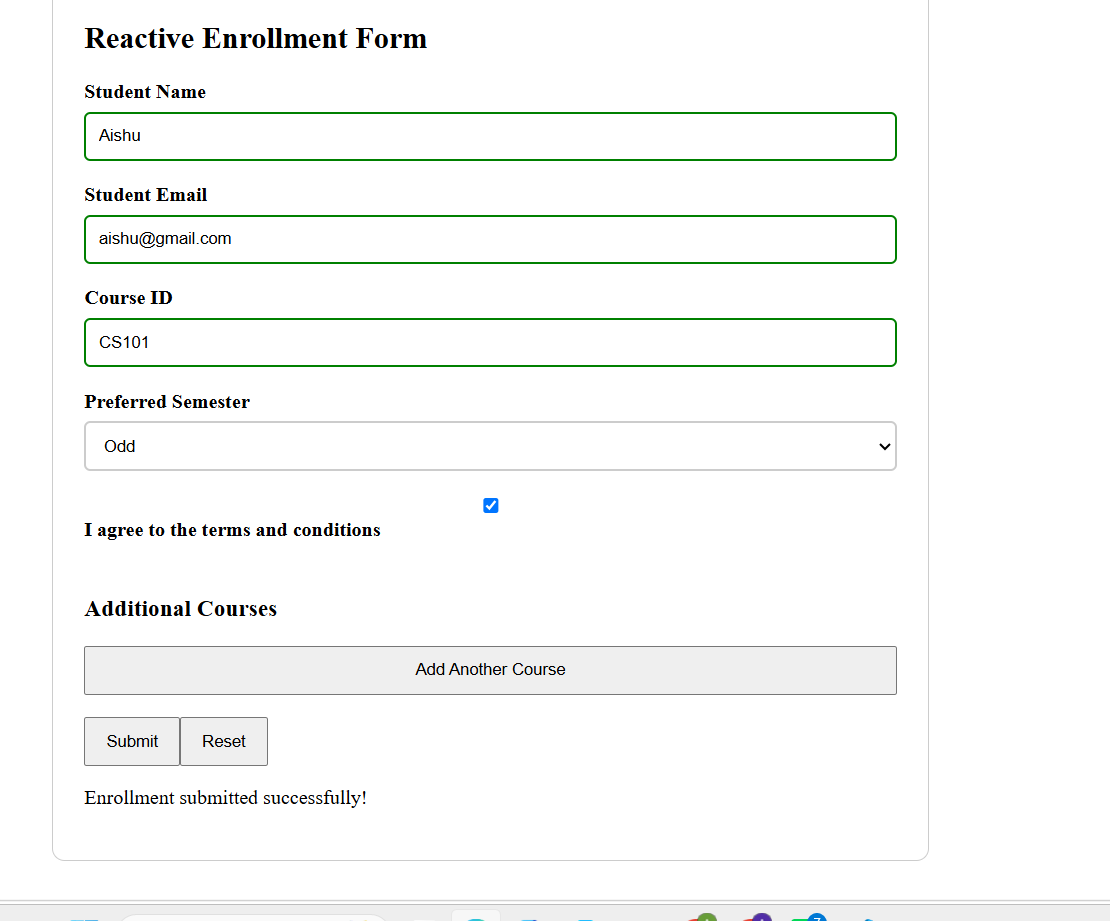 Reactive Enrollment Form
Student Name
Aishu
Student Email
aishu@gmail.com
Course ID
CS101
Preferred Semester
Odd
I agree to the terms and conditions
Additional Courses
Add Another Course
Submit Reset
Enrollment submitted successfully!